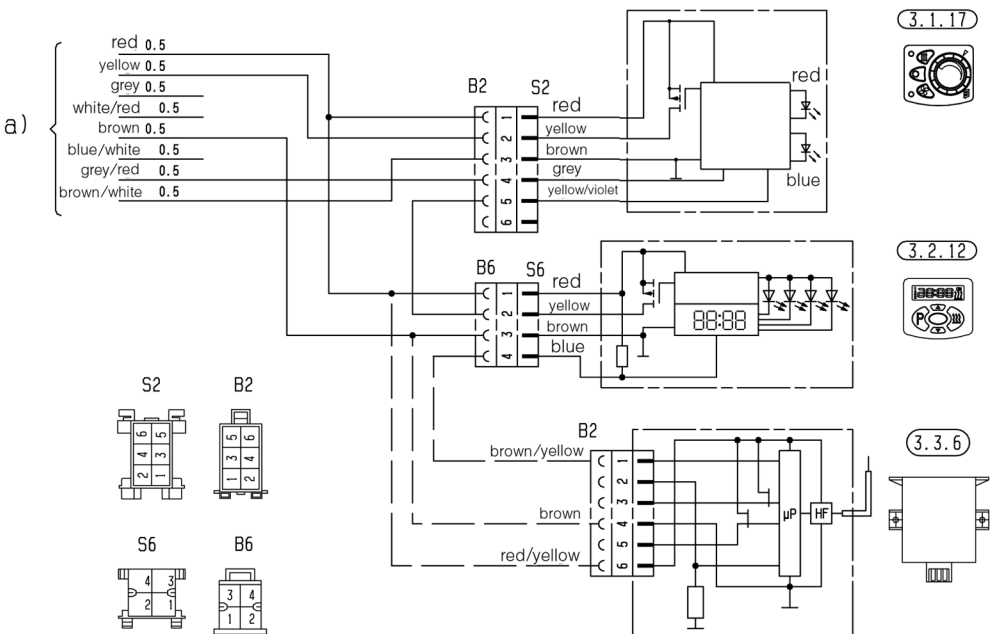 a)
red 0.5
yellow 0.5
grey 0.5
white/red 0.5
brown 0.5
blue/white 0.5
grey/red 0.5
brown/white 0.5
B2 S2
1 red
2 yellow
3 brown
4 grey
5 yellow/violet
6
red
blue
3.1.17
B6 S6
1 red
2 yellow
3 brown
4 blue
88:88
3.2.12
P
B2
brown/yellow 1
2
3
brown 4
5
red/yellow 6
µP HF
3.3.6
S2 B2
6 5 5 6
4 3 3 4
2 1 1 2
S6 B6
4 3 3 4
2 1 1 2